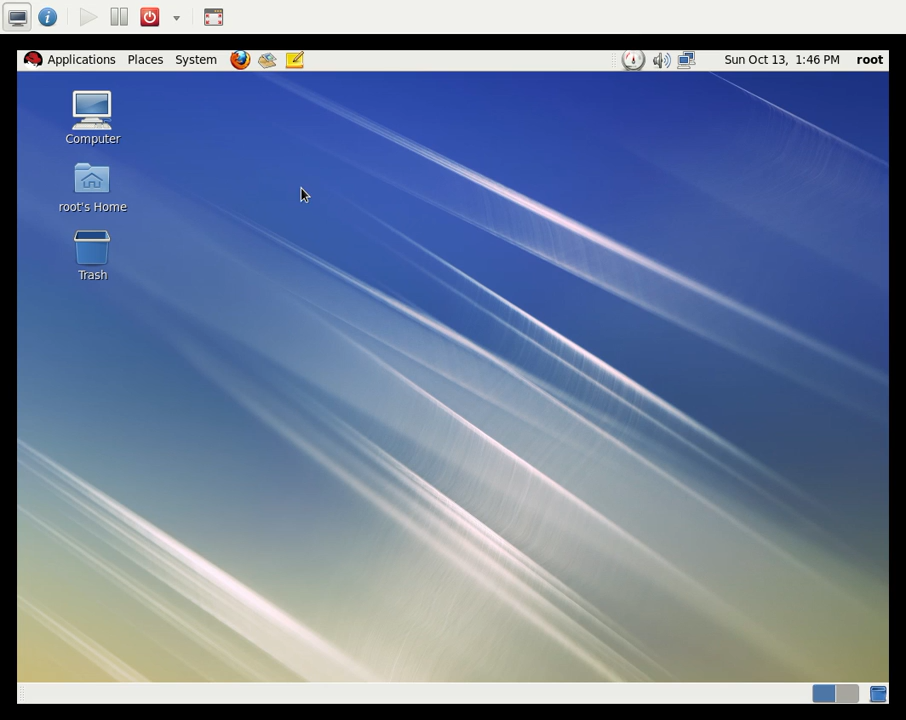 Applications Places System Sun Oct 13, 1:46 PM root
Computer
root's Home
Trash